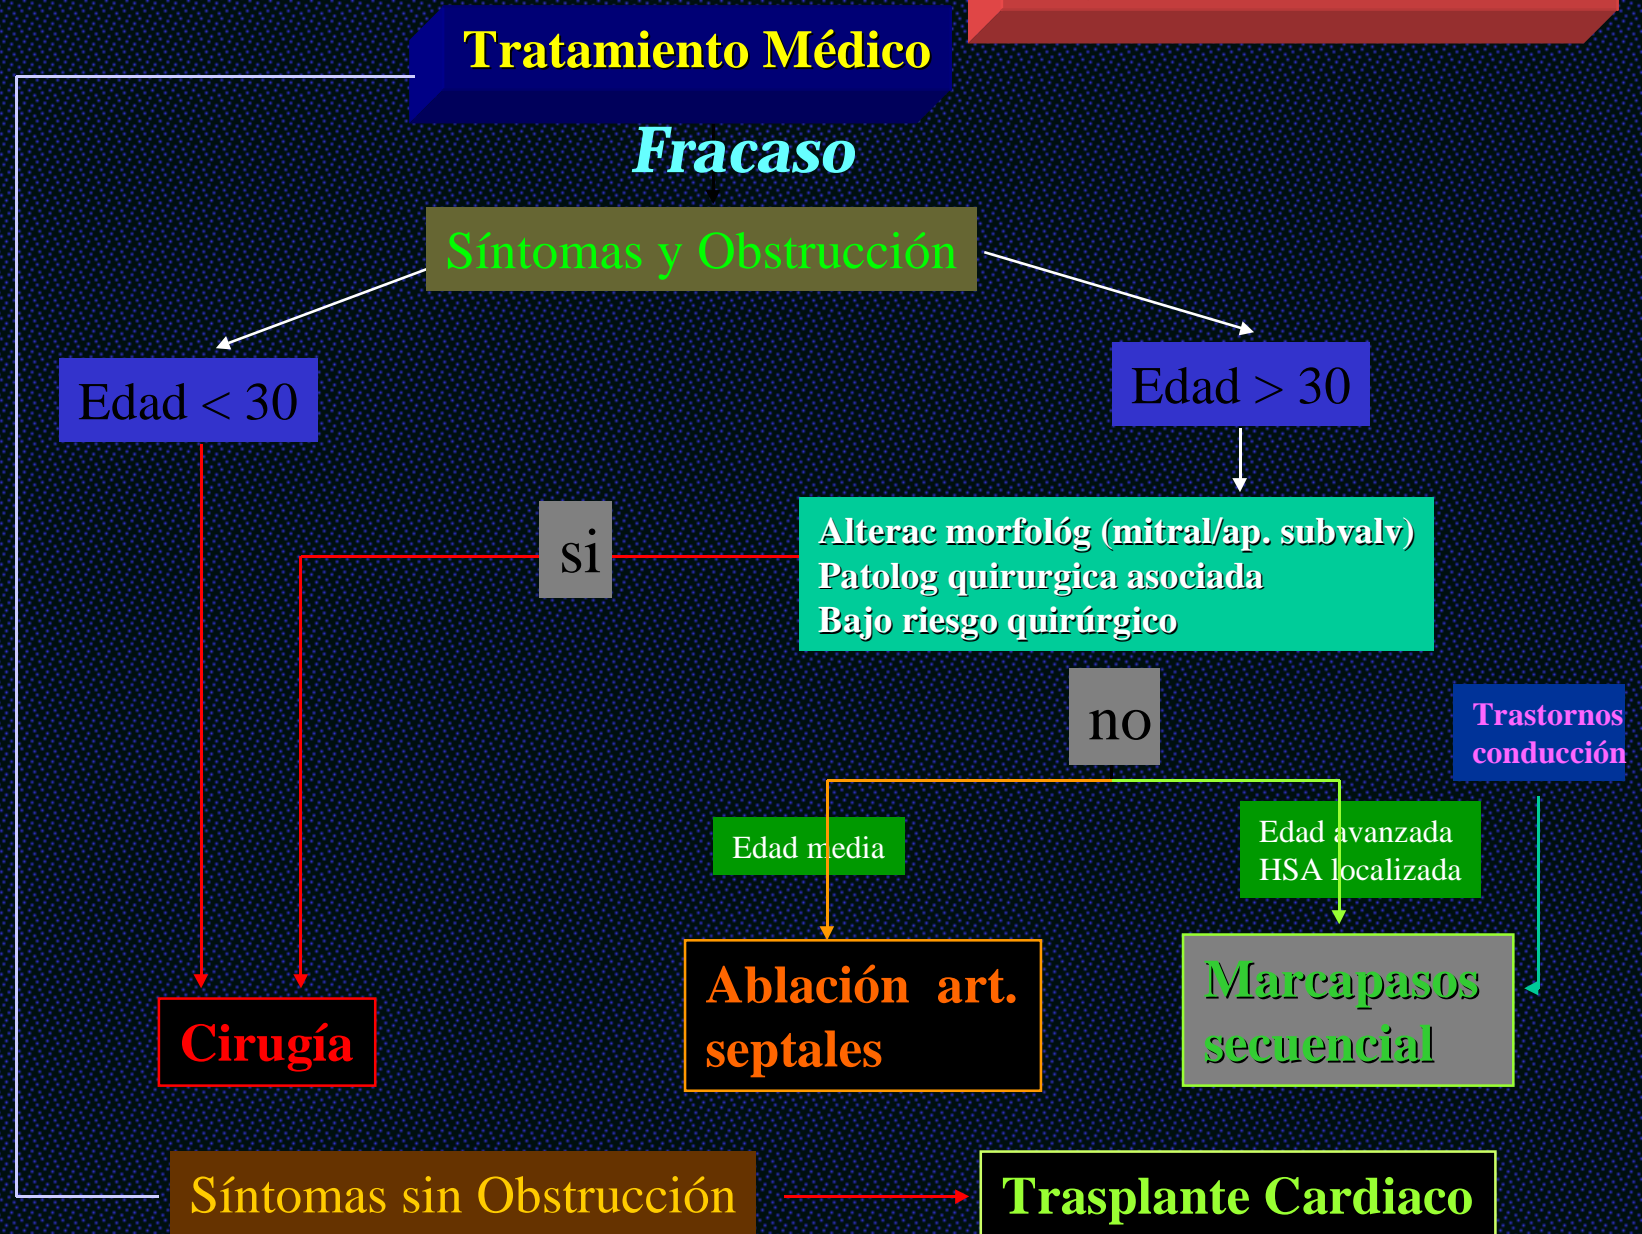 Tratamiento Médico
Fracaso
Síntomas y Obstrucción
Edad < 30
Edad > 30
si
Alterac morfológ (mitral/ap. subvalv)
Patolog quirurgica asociada
Bajo riesgo quirúrgico
no
Trastornos
conducción
Edad media
Edad avanzada
HSA localizada
Cirugía
Ablación art.
septales
Marcapasos
secuencial
Síntomas sin Obstrucción
Trasplante Cardiaco